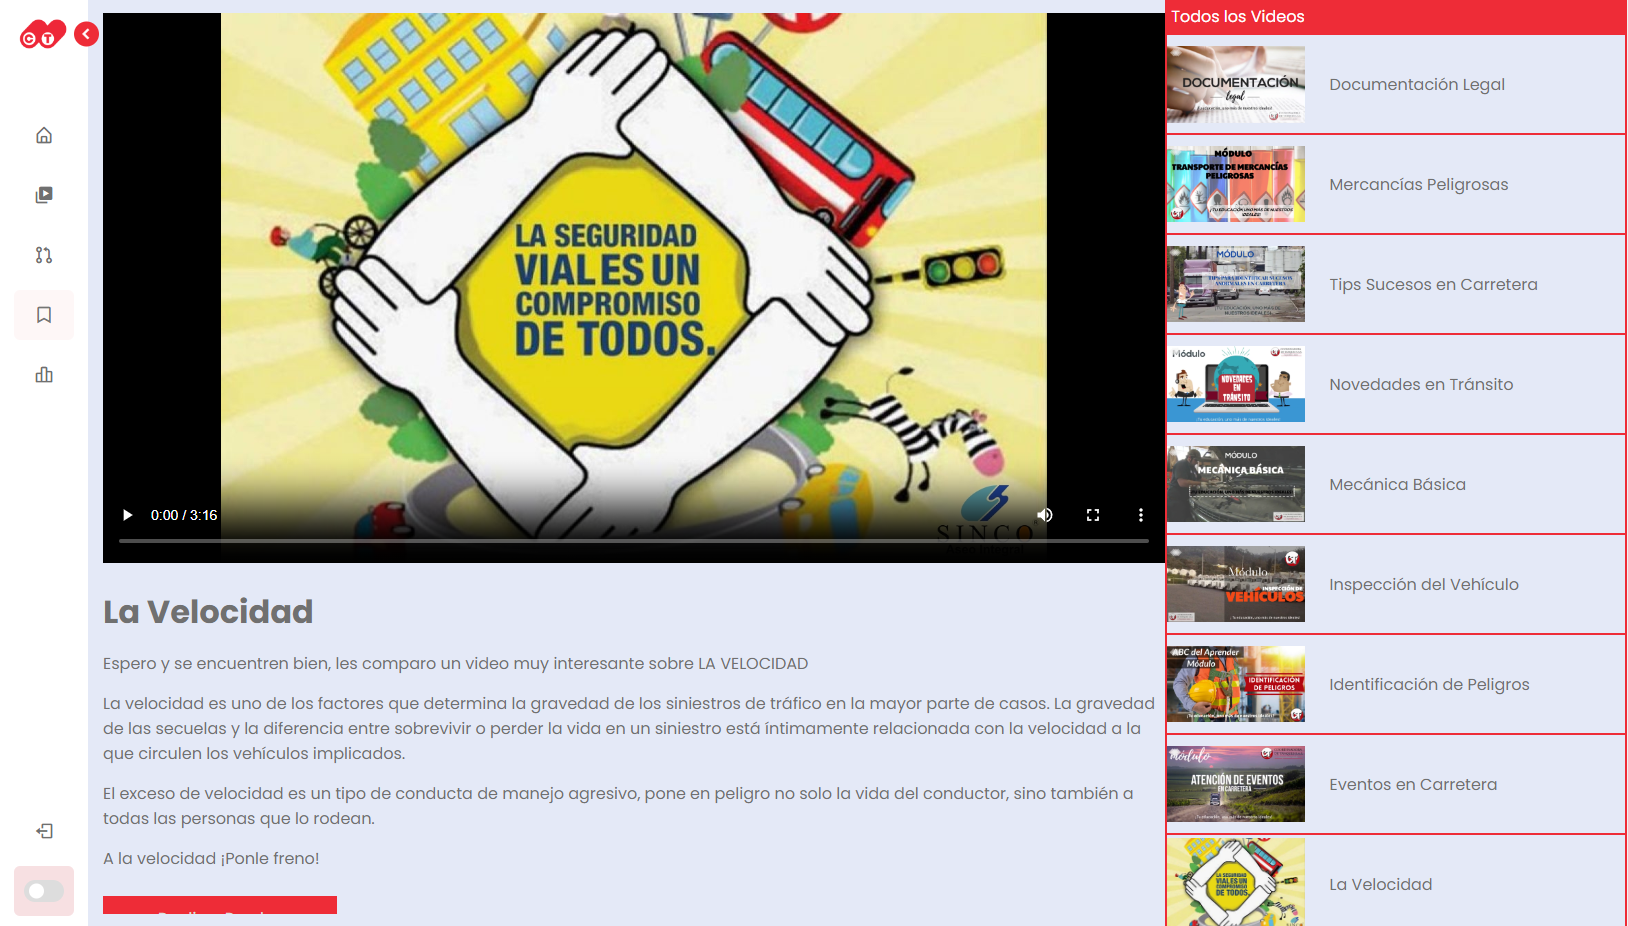 CT
LA SEGURIDAD
VIAL ES UN
COMPROMISO
DE TODOS.
SINCO
0:00 / 3:16
La Velocidad
Espero y se encuentren bien, les comparo un video muy interesante sobre LA VELOCIDAD
La velocidad es uno de los factores que determina la gravedad de los siniestros de tráfico en la mayor parte de casos. La gravedad
de las secuelas y la diferencia entre sobrevivir o perder la vida en un siniestro está íntimamente relacionada con la velocidad a la
que circulen los vehículos implicados.
El exceso de velocidad es un tipo de conducta de manejo agresivo, pone en peligro no solo la vida del conductor, sino también a
todas las personas que lo rodean.
A la velocidad ¡Ponle freno!
Todos los Videos
DOCUMENTACIÓN
legal
Documentación Legal
MÓDULO
TRANSPORTE DE MERCANCÍAS
PELIGROSAS
Mercancías Peligrosas
MÓDULO
TIPS PARA IDENTIFICAR SUCESOS
ANORMALES EN CARRETERA
Tips Sucesos en Carretera
Módulo
NOVEDADES
EN
TRÁNSITO
Novedades en Tránsito
MÓDULO
MECÁNICA BÁSICA
Mecánica Básica
Módulo
INSPECCIÓN DE
VEHÍCULOS
Inspección del Vehículo
ABC del Aprender
Módulo
IDENTIFICACIÓN
DE PELIGROS
Identificación de Peligros
módulo
ATENCIÓN DE EVENTOS
EN CARRETERA
Eventos en Carretera
LA SEGURIDAD
VIAL ES UN
COMPROMISO
DE TODOS.
La Velocidad